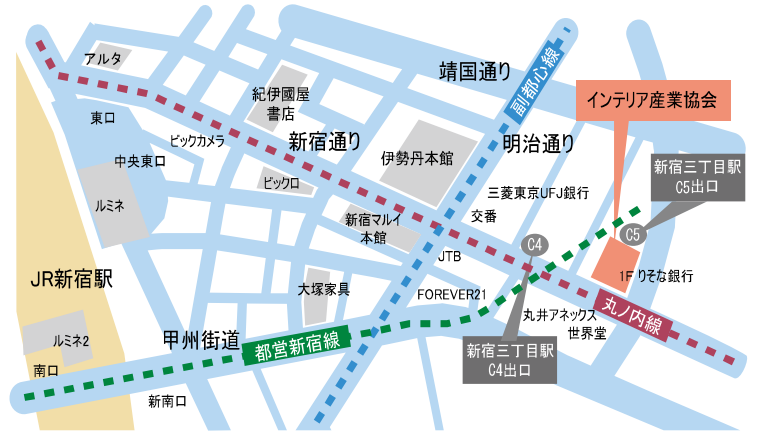 アルタ
東口
中央東口
ルミネ
JR新宿駅
ルミネ2
南口
新南口
甲州街道
都営新宿線
ビックカメラ
紀伊國屋
書店
新宿通り
ビックロ
伊勢丹本館
新宿マルイ
本館
大塚家具
靖国通り
副都心線
明治通り
三菱東京UFJ銀行
交番
JTB
FOREVER21
C4
新宿三丁目駅
C4出口
丸井アネックス
世界堂
丸ノ内線
インテリア産業協会
新宿三丁目駅
C5出口
C5
1F りそな銀行